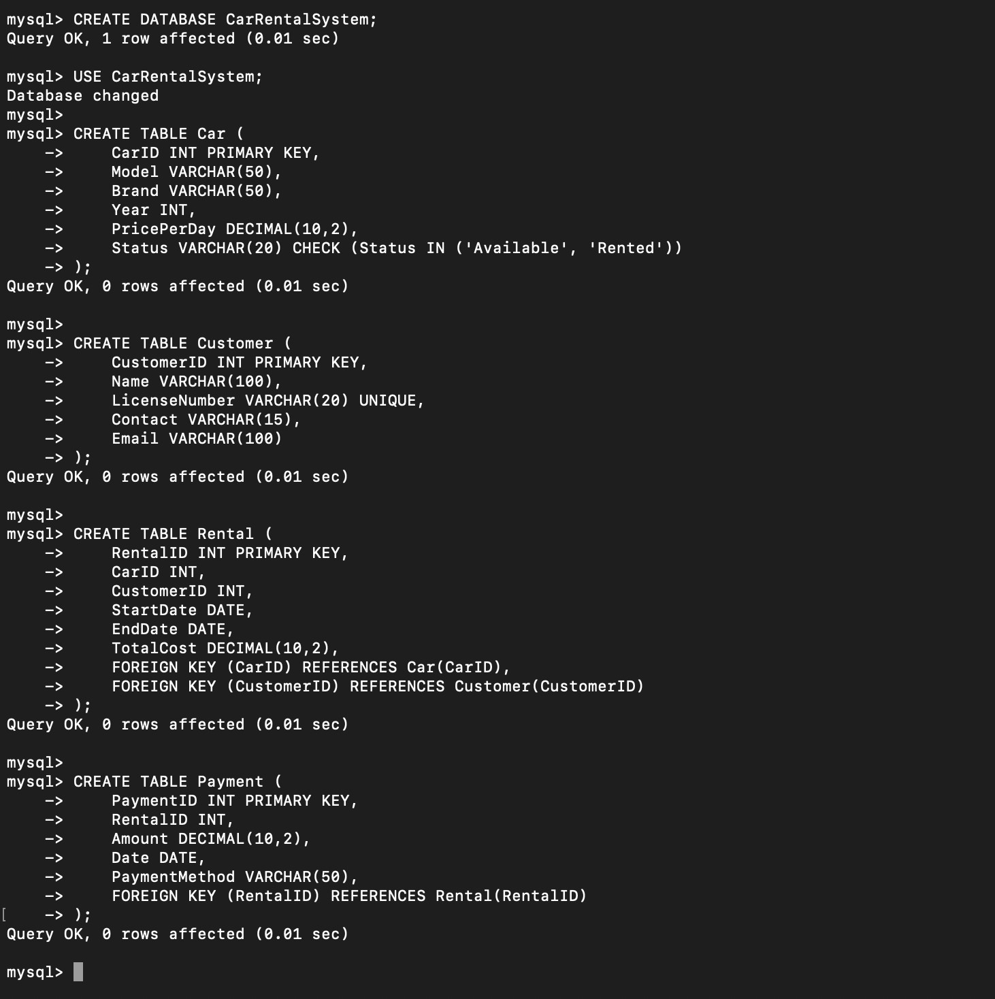 mysql> CREATE DATABASE CarRentalSystem;
Query OK, 1 row affected (0.01 sec)

mysql> USE CarRentalSystem;
Database changed
mysql>
mysql> CREATE TABLE Car (
    ->     CarID INT PRIMARY KEY,
    ->     Model VARCHAR(50),
    ->     Brand VARCHAR(50),
    ->     Year INT,
    ->     PricePerDay DECIMAL(10,2),
    ->     Status VARCHAR(20) CHECK (Status IN ('Available', 'Rented'))
    -> );
Query OK, 0 rows affected (0.01 sec)

mysql>
mysql> CREATE TABLE Customer (
    ->     CustomerID INT PRIMARY KEY,
    ->     Name VARCHAR(100),
    ->     LicenseNumber VARCHAR(20) UNIQUE,
    ->     Contact VARCHAR(15),
    ->     Email VARCHAR(100)
    -> );
Query OK, 0 rows affected (0.01 sec)

mysql>
mysql> CREATE TABLE Rental (
    ->     RentalID INT PRIMARY KEY,
    ->     CarID INT,
    ->     CustomerID INT,
    ->     StartDate DATE,
    ->     EndDate DATE,
    ->     TotalCost DECIMAL(10,2),
    ->     FOREIGN KEY (CarID) REFERENCES Car(CarID),
    ->     FOREIGN KEY (CustomerID) REFERENCES Customer(CustomerID)
    -> );
Query OK, 0 rows affected (0.01 sec)

mysql>
mysql> CREATE TABLE Payment (
    ->     PaymentID INT PRIMARY KEY,
    ->     RentalID INT,
    ->     Amount DECIMAL(10,2),
    ->     Date DATE,
    ->     PaymentMethod VARCHAR(50),
    ->     FOREIGN KEY (RentalID) REFERENCES Rental(RentalID)
[    -> );
Query OK, 0 rows affected (0.01 sec)

mysql>